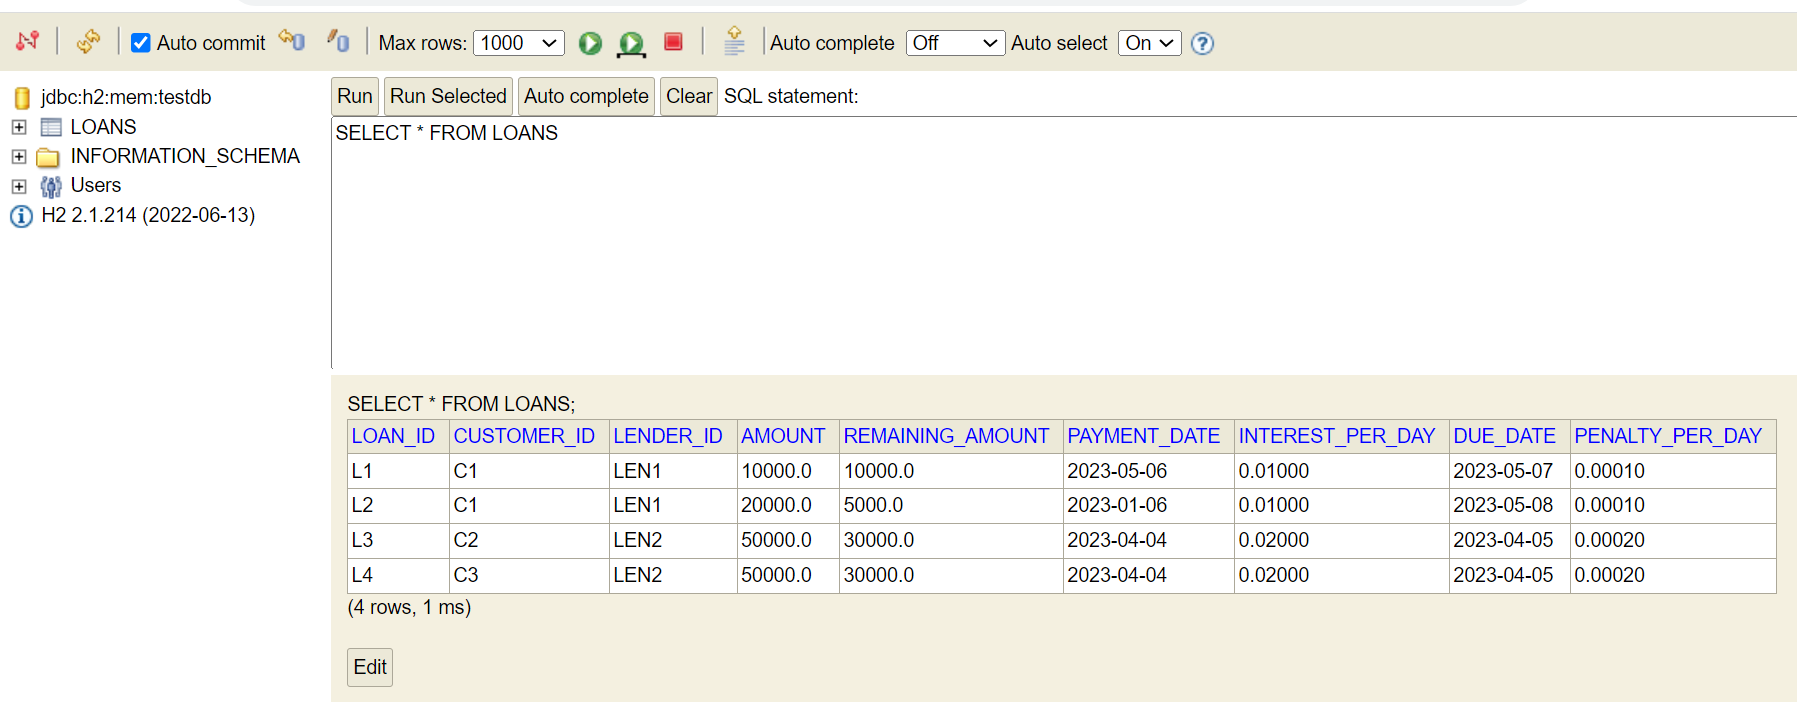 Auto commit Max rows: 1000 Auto complete Off Auto select On ?
jdbc:h2:mem:testdb
LOANS
INFORMATION_SCHEMA
Users
H2 2.1.214 (2022-06-13)
Run Run Selected Auto complete Clear SQL statement:
SELECT * FROM LOANS
SELECT * FROM LOANS;
LOAN_ID CUSTOMER_ID LENDER_ID AMOUNT REMAINING_AMOUNT PAYMENT_DATE INTEREST_PER_DAY DUE_DATE PENALTY_PER_DAY
L1 C1 LEN1 10000.0 10000.0 2023-05-06 0.01000 2023-05-07 0.00010
L2 C1 LEN1 20000.0 5000.0 2023-01-06 0.01000 2023-05-08 0.00010
L3 C2 LEN2 50000.0 30000.0 2023-04-04 0.02000 2023-04-05 0.00020
L4 C3 LEN2 50000.0 30000.0 2023-04-04 0.02000 2023-04-05 0.00020
(4 rows, 1 ms)
Edit